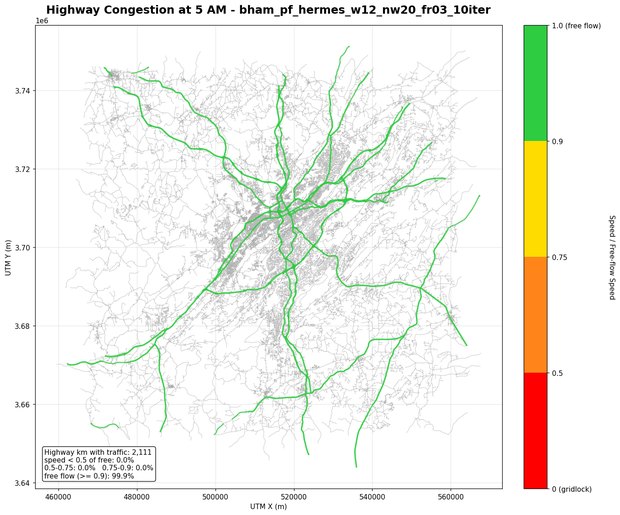 Highway Congestion at 5 AM - bham_pf_hermes_w12_nw20_fr03_10iter
1e6
3.74
3.72
3.70
3.68
3.66
3.64
UTM Y (m)
Highway km with traffic: 2,111
speed < 0.5 of free: 0.0%
0.5-0.75: 0.0%   0.75-0.9: 0.0%
free flow (>= 0.9): 99.9%
460000
480000
500000
520000
540000
560000
UTM X (m)
1.0 (free flow)
0.9
0.75
0.5
0 (gridlock)
Speed / Free-flow Speed